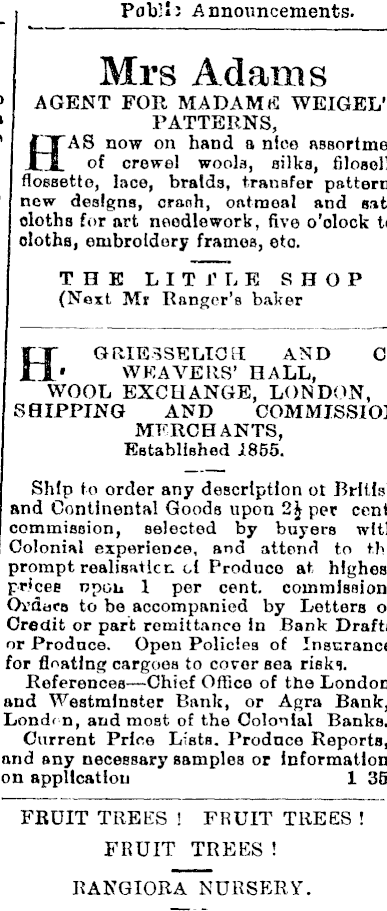 Public Announcements.
Mrs Adams
AGENT FOR MADAME WEIGEL'
PATTERNS,
HAS now on hand a nice assortme
of crewel wools, silks, filosel
flossette, lace, braids, transfer pattern
new designs, crash, oatmeal and sat
cloths for art needlework, five o'clock t
cloths, embroidery frames, etc.
THE LITTLE SHOP
(Next Mr Ranger's baker
H. GRIESSELICH AND C
WEAVERS' HALL,
WOOL EXCHANGE, LONDON,
SHIPPING AND COMMISSIO
MERCHANTS,
Established 1855.
Ship to order any description of Britis
and Continental Goods upon 2½ per cent
commission, selected by buyers wit
Colonial experience, and attend to th
prompt realisation of Produce at highes
prices upon 1 per cent. commission
Orders to be accompanied by Letters o
Credit or part remittance in Bank Draft
or Produce. Open Policies of Insurance
for floating cargoes to cover sea risks.
References—Chief Office of the London
and Westminster Bank, or Agra Bank,
London, and most of the Colonial Banks.
Current Price Lists. Produce Reports,
and any necessary samples or information
on application 1 35
FRUIT TREES ! FRUIT TREES !
FRUIT TREES !
RANGIORA NURSERY.